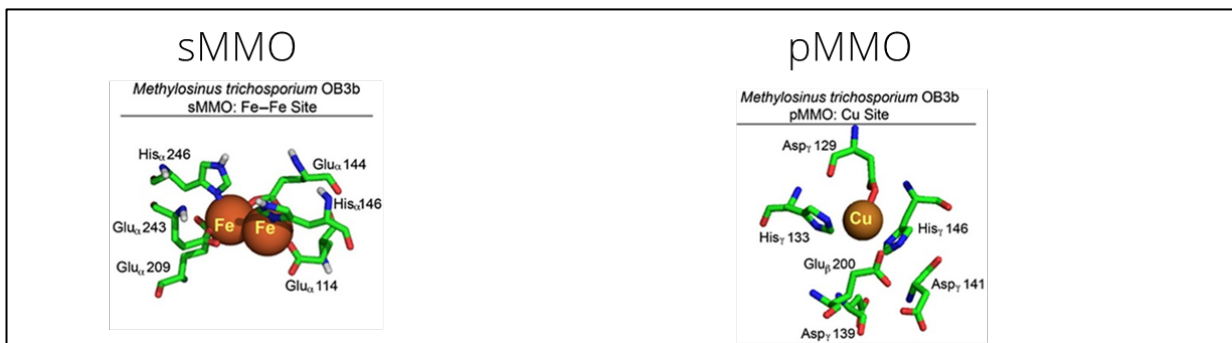 sMMO
Methylosinus trichosporium OB3b
sMMO: Fe–Fe Site
Hisα 246
Gluα 144
Hisα 146
Fe
Fe
Gluα 243
Gluα 209
Gluα 114
pMMO
Methylosinus trichosporium OB3b
pMMO: Cu Site
Aspγ 129
Cu
Hisγ 133
Hisγ 146
Gluβ 200
Aspγ 141
Aspγ 139